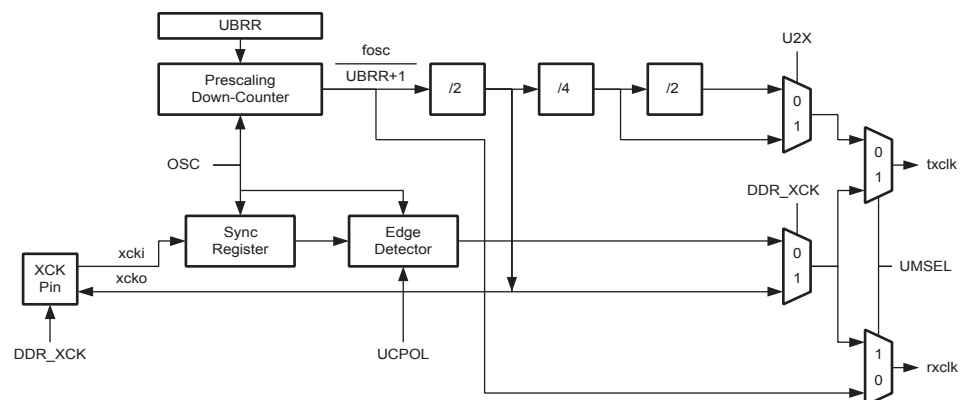 UBRR
fosc
U2X
Prescaling
Down-Counter
UBRR+1
/2
/4
/2
0
1
OSC
0
1
txclk
DDR_XCK
Sync
Register
Edge
Detector
xcki
0
1
XCK
Pin
xcko
UMSEL
DDR_XCK
UCPOL
1
0
rxclk